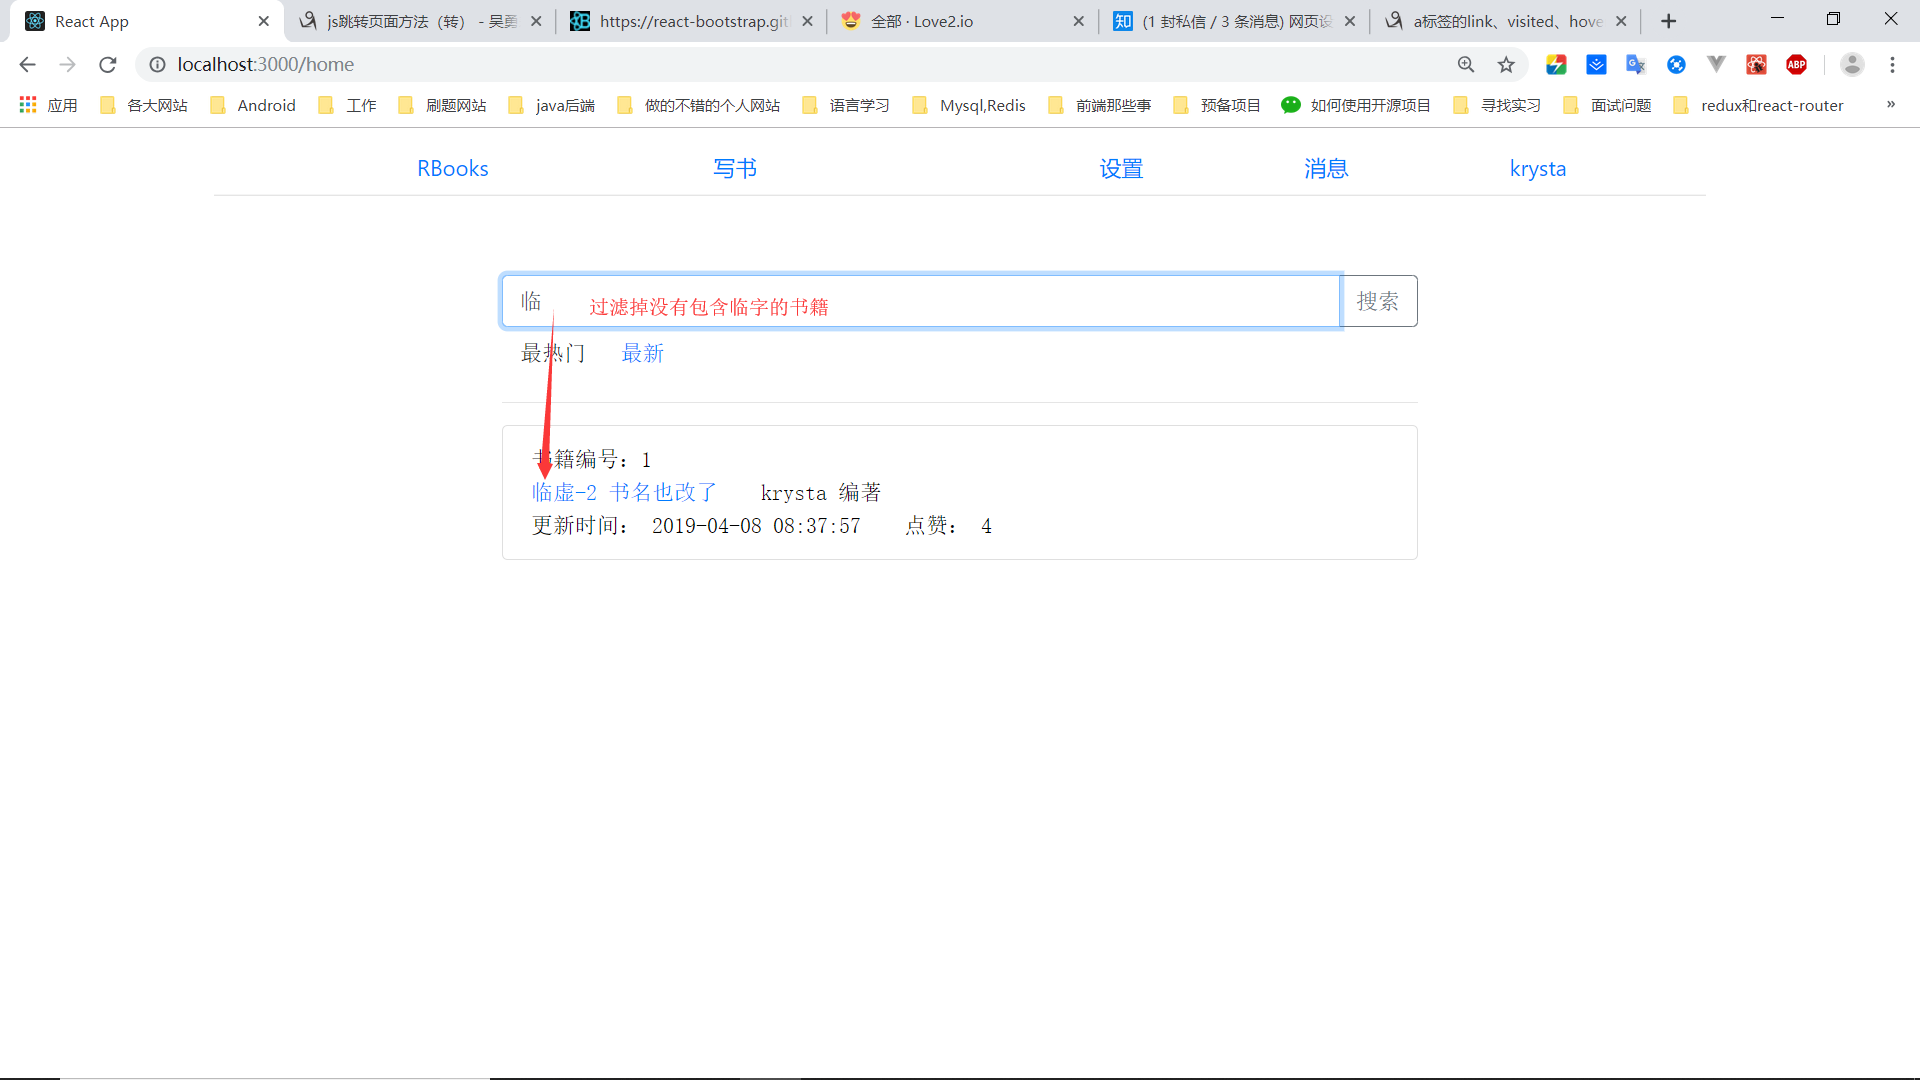 React App
js跳转页面方法（转） - 吴勇
https://react-bootstrap.git
全部 · Love2.io
(1 封私信 / 3 条消息) 网页设
a标签的link、visited、hove
localhost:3000/home
应用
各大网站
Android
工作
刷题网站
java后端
做的不错的个人网站
语言学习
Mysql,Redis
前端那些事
预备项目
如何使用开源项目
寻找实习
面试问题
redux和react-router
»
RBooks
写书
设置
消息
krysta
临
过滤掉没有包含临字的书籍
搜索
最热门
最新
书籍编号：1
临虚-2 书名也改了 krysta 编著
更新时间： 2019-04-08 08:37:57 点赞： 4
知
ABP